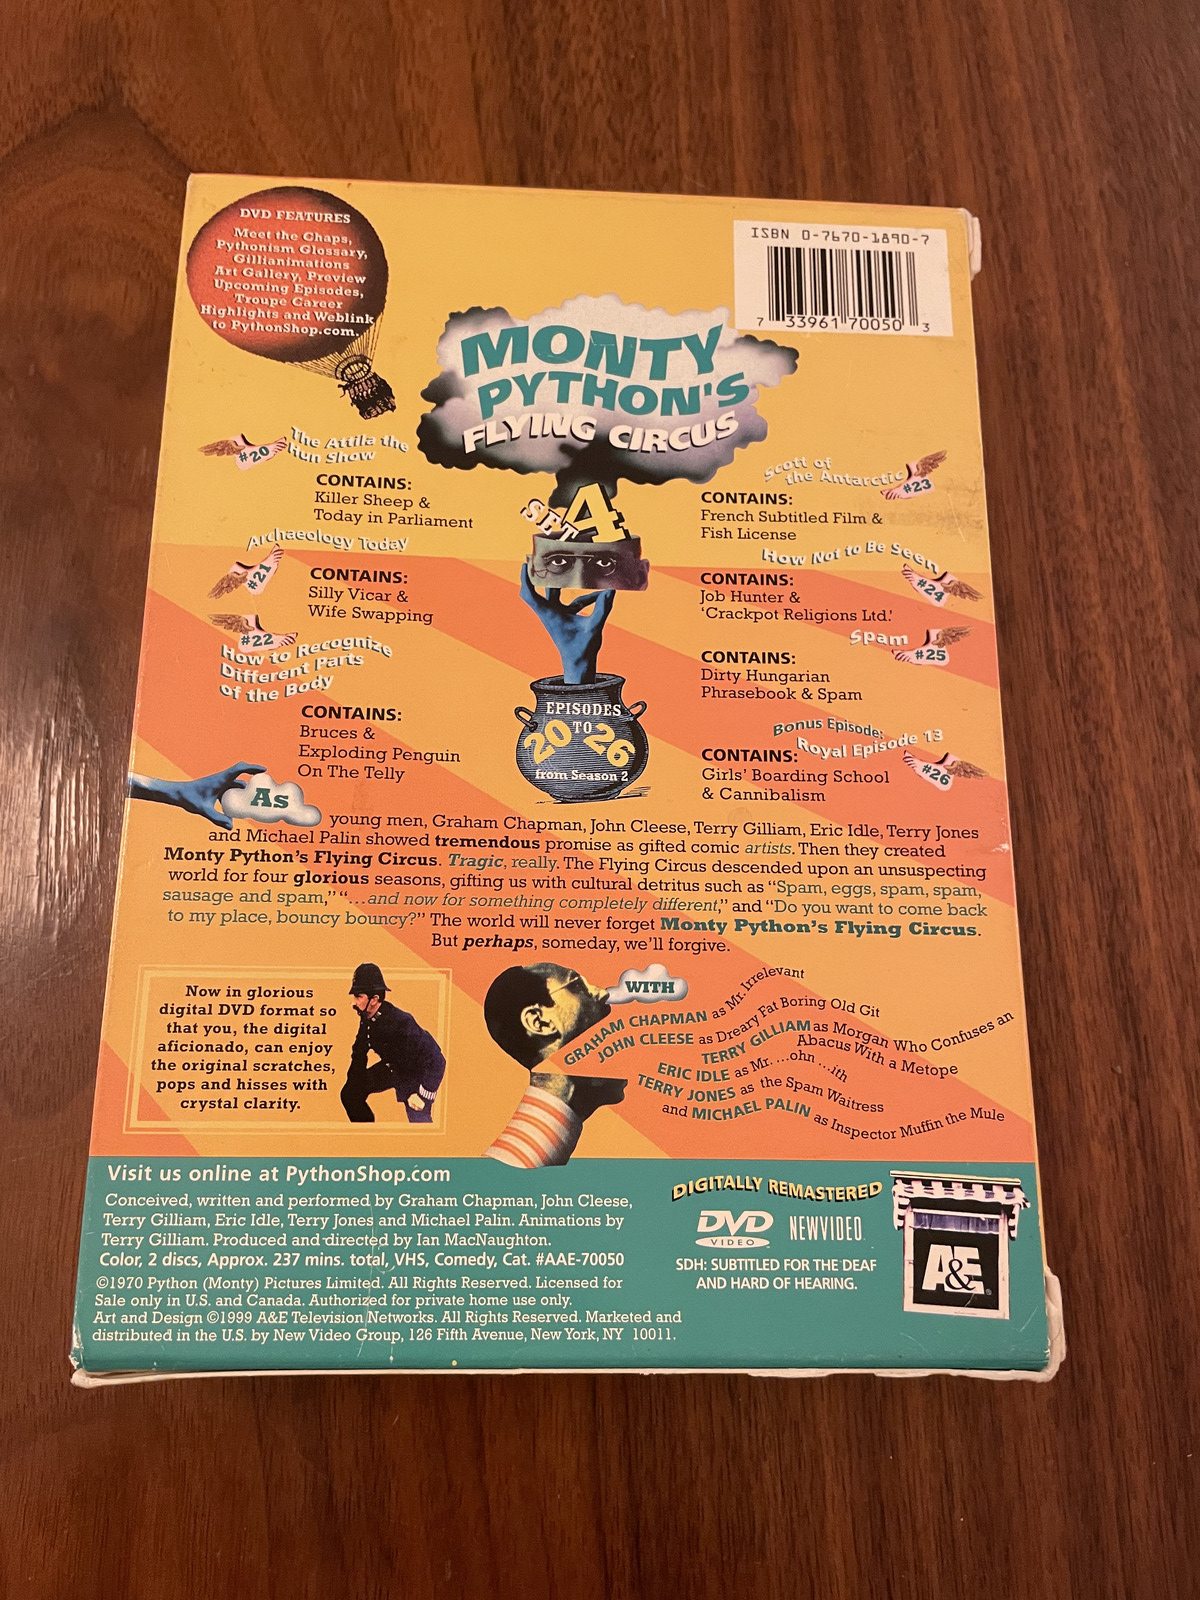 DVD FEATURES
Meet the Chaps,
Pythonism Glossary,
Gillianimations
Art Gallery, Preview
Upcoming Episodes,
Troupe Career
Highlights and Weblink
to PythonShop.com.
ISBN 0-7670-1890-7
7 33961 70050 3
MONTY
PYTHON'S
FLYING CIRCUS
SET 4
EPISODES
20 TO 26
from Season 2
#20 The Attila the
Hun Show
CONTAINS:
Killer Sheep &
Today in Parliament
Archaeology Today
#21
CONTAINS:
Silly Vicar &
Wife Swapping
#22
How to Recognize
Different Parts
of the Body
CONTAINS:
Bruces &
Exploding Penguin
On The Telly
Scott of
the Antarctic
#23
CONTAINS:
French Subtitled Film &
Fish License
How Not to Be Seen
#24
CONTAINS:
Job Hunter &
'Crackpot Religions Ltd.'
Spam
#25
CONTAINS:
Dirty Hungarian
Phrasebook & Spam
Bonus Episode:
Royal Episode 13
#26
CONTAINS:
Girls' Boarding School
& Cannibalism
As
young men, Graham Chapman, John Cleese, Terry Gilliam, Eric Idle, Terry Jones
and Michael Palin showed tremendous promise as gifted comic artists. Then they created
Monty Python's Flying Circus. Tragic, really. The Flying Circus descended upon an unsuspecting
world for four glorious seasons, gifting us with cultural detritus such as "Spam, eggs, spam, spam,
sausage and spam," "...and now for something completely different," and "Do you want to come back
to my place, bouncy bouncy?" The world will never forget Monty Python's Flying Circus.
But perhaps, someday, we'll forgive.
Now in glorious
digital DVD format so
that you, the digital
aficionado, can enjoy
the original scratches,
pops and hisses with
crystal clarity.
WITH
GRAHAM CHAPMAN as Mr. Irrelevant
JOHN CLEESE as Dreary Fat Boring Old Git
TERRY GILLIAM as Morgan Who Confuses an
Abacus With a Metope
ERIC IDLE as Mr. ...ohn ...ith
TERRY JONES as the Spam Waitress
and MICHAEL PALIN as Inspector Muffin the Mule
Visit us online at PythonShop.com
Conceived, written and performed by Graham Chapman, John Cleese,
Terry Gilliam, Eric Idle, Terry Jones and Michael Palin. Animations by
Terry Gilliam. Produced and directed by Ian MacNaughton.
Color, 2 discs, Approx. 237 mins. total, VHS, Comedy, Cat. #AAE-70050
©1970 Python (Monty) Pictures Limited. All Rights Reserved. Licensed for
Sale only in U.S. and Canada. Authorized for private home use only.
Art and Design ©1999 A&E Television Networks. All Rights Reserved. Marketed and
distributed in the U.S. by New Video Group, 126 Fifth Avenue, New York, NY 10011.
DIGITALLY REMASTERED
DVD
VIDEO
NEWVIDEO
SDH: SUBTITLED FOR THE DEAF
AND HARD OF HEARING.
A&E